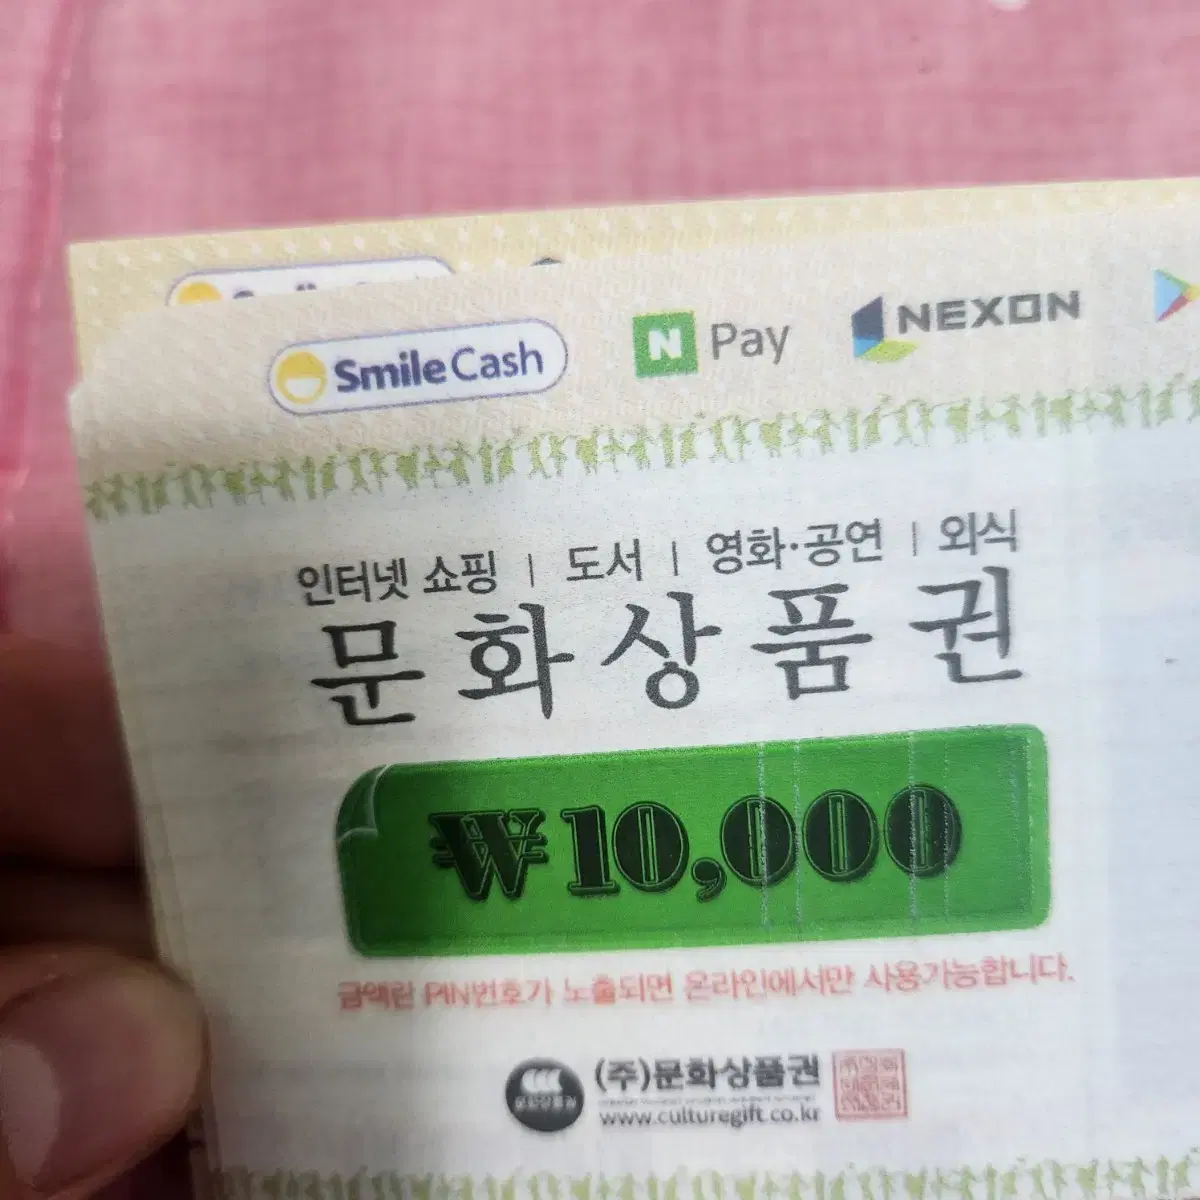 SmileCash
N Pay
NEXON
인터넷 쇼핑 | 도서 | 영화·공연 | 외식
문화상품권
₩10,000
금액란 PIN번호가 노출되면 온라인에서만 사용가능합니다.
(주)문화상품권
www.culturegift.co.kr